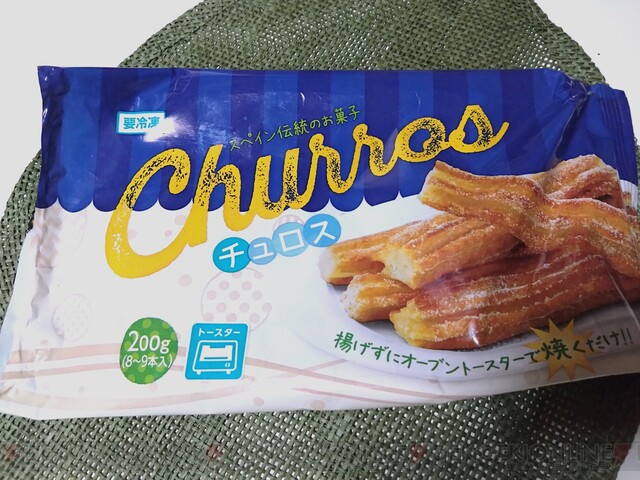 要冷凍
スペイン伝統のお菓子
Churros
チュロス
200g
(8~9本入)
トースター
揚げずにオーブントースターで焼くだけ!!